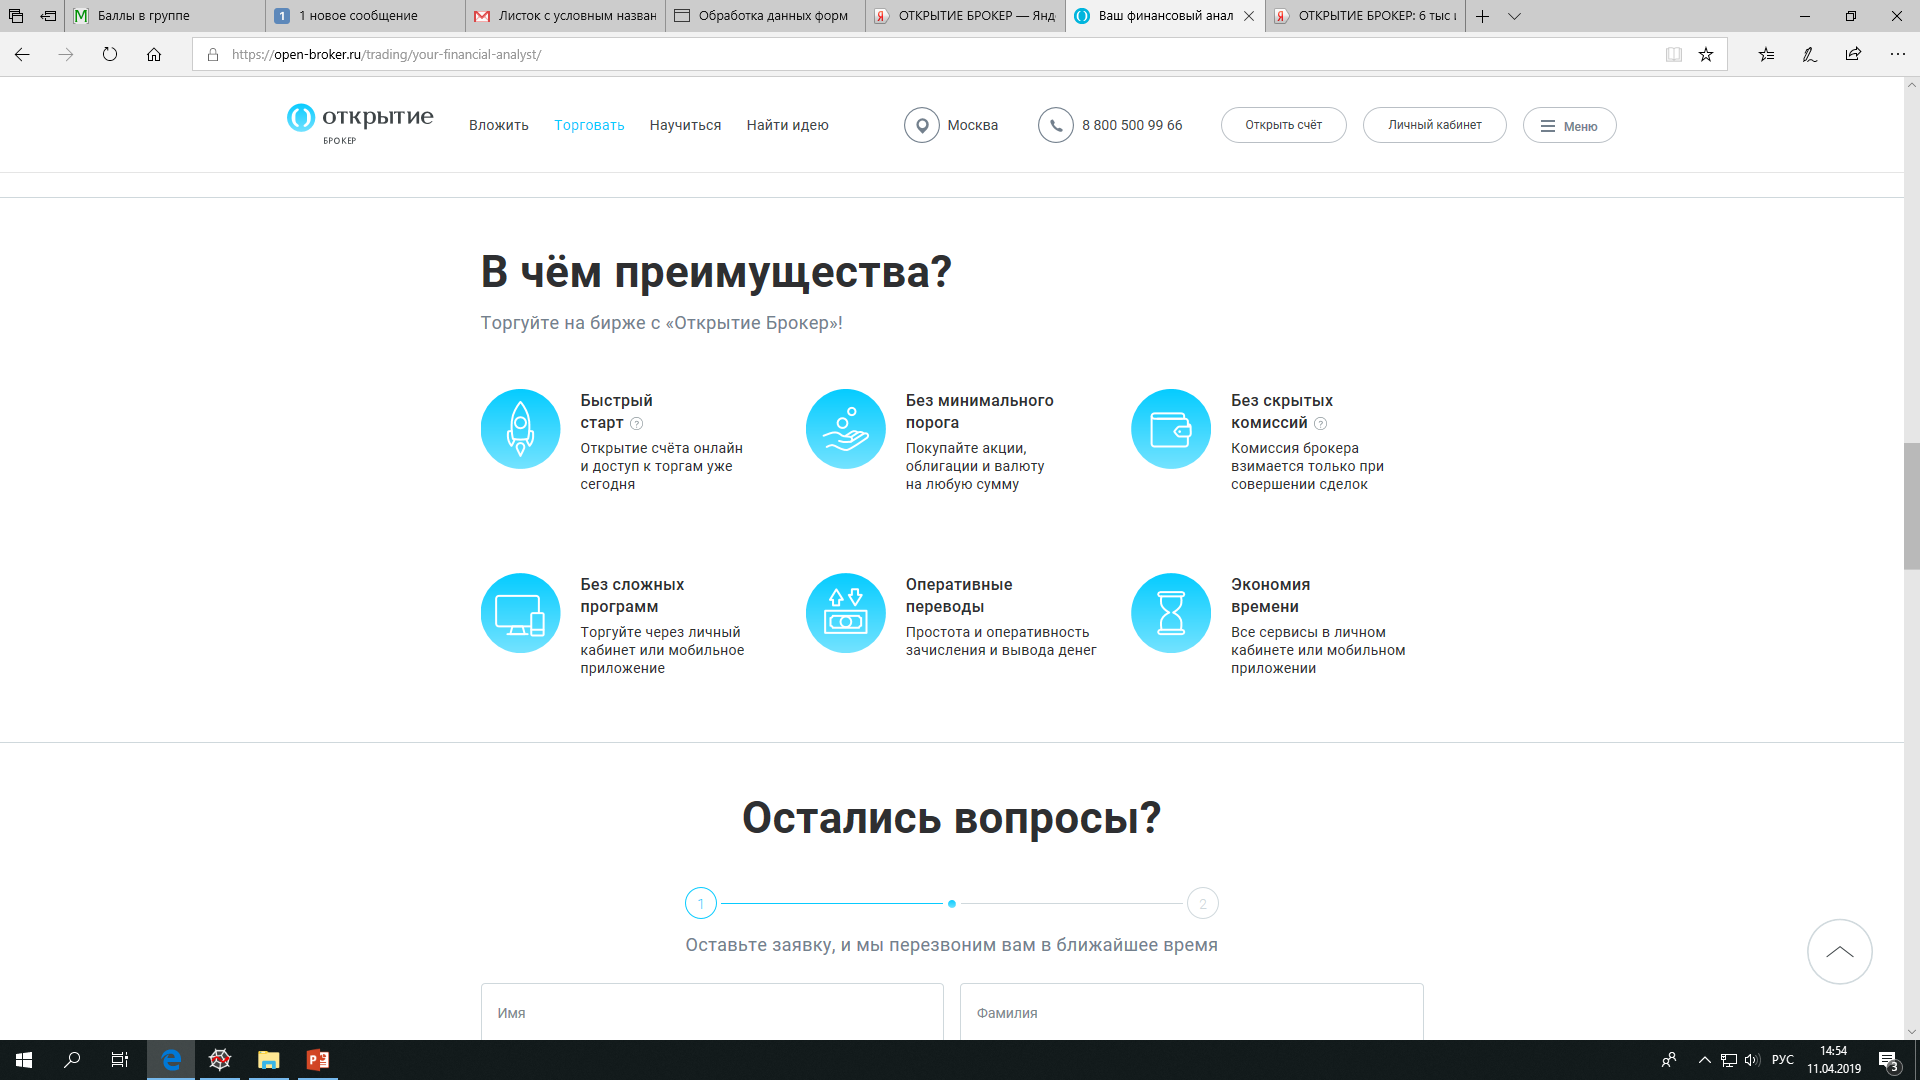 Баллы в группе
1 новое сообщение
Листок с условным назван
Обработка данных форм
ОТКРЫТИЕ БРОКЕР — Янд
Ваш финансовый анал
ОТКРЫТИЕ БРОКЕР: 6 тыс
https://open-broker.ru/trading/your-financial-analyst/
открытие
БРОКЕР
Вложить
Торговать
Научиться
Найти идею
Москва
8 800 500 99 66
Открыть счёт
Личный кабинет
Меню
В чём преимущества?
Торгуйте на бирже с «Открытие Брокер»!
Быстрый
старт ?
Открытие счёта онлайн
и доступ к торгам уже
сегодня
Без минимального
порога
Покупайте акции,
облигации и валюту
на любую сумму
Без скрытых
комиссий ?
Комиссия брокера
взимается только при
совершении сделок
Без сложных
программ
Торгуйте через личный
кабинет или мобильное
приложение
Оперативные
переводы
Простота и оперативность
зачисления и вывода денег
Экономия
времени
Все сервисы в личном
кабинете или мобильном
приложении
Остались вопросы?
1
2
Оставьте заявку, и мы перезвоним вам в ближайшее время
Имя
Фамилия
РУС
14:54
11.04.2019
3